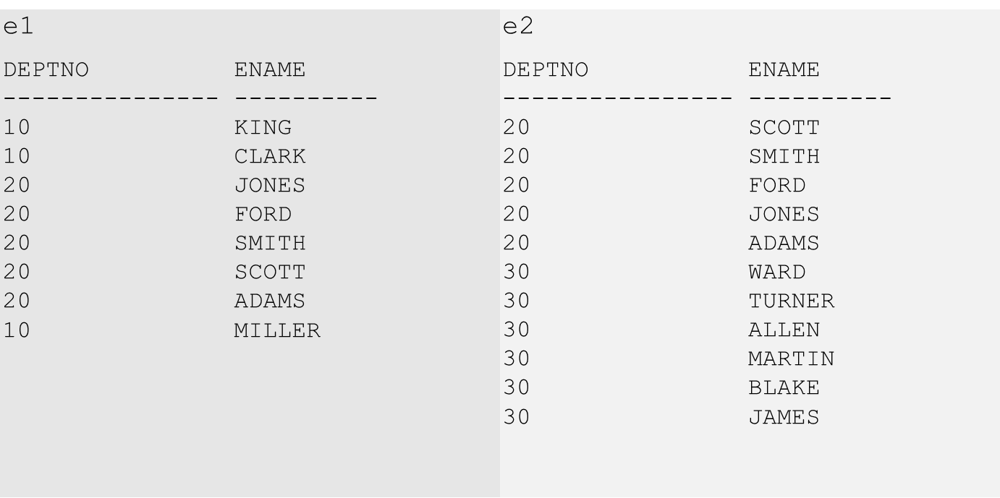 e1
DEPTNO ENAME
--------------- ----------
10 KING
10 CLARK
20 JONES
20 FORD
20 SMITH
20 SCOTT
20 ADAMS
10 MILLER
e2
DEPTNO ENAME
---------------- ----------
20 SCOTT
20 SMITH
20 FORD
20 JONES
20 ADAMS
30 WARD
30 TURNER
30 ALLEN
30 MARTIN
30 BLAKE
30 JAMES